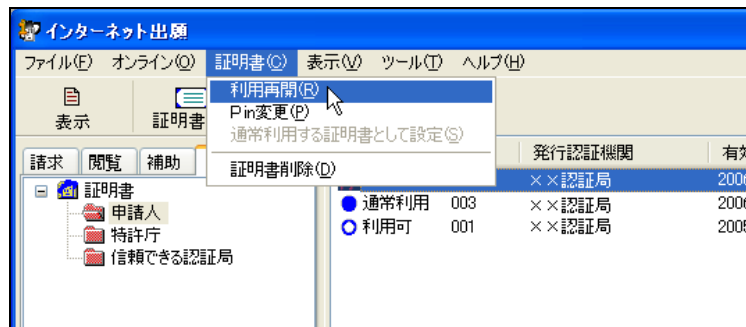 インターネット出願
ファイル(F) オンライン(O) 証明書(C) 表示(V) ツール(T) ヘルプ(H)
利用再開(R)
Pin変更(P)
通常利用する証明書として設定(S)
証明書削除(D)
表示 証明書
請求 閲覧 補助
証明書
申請人
特許庁
信頼できる認証局
発行認証機関 有効
××認証局 2006
通常利用 003 ××認証局 2006
利用可 001 ××認証局 2005